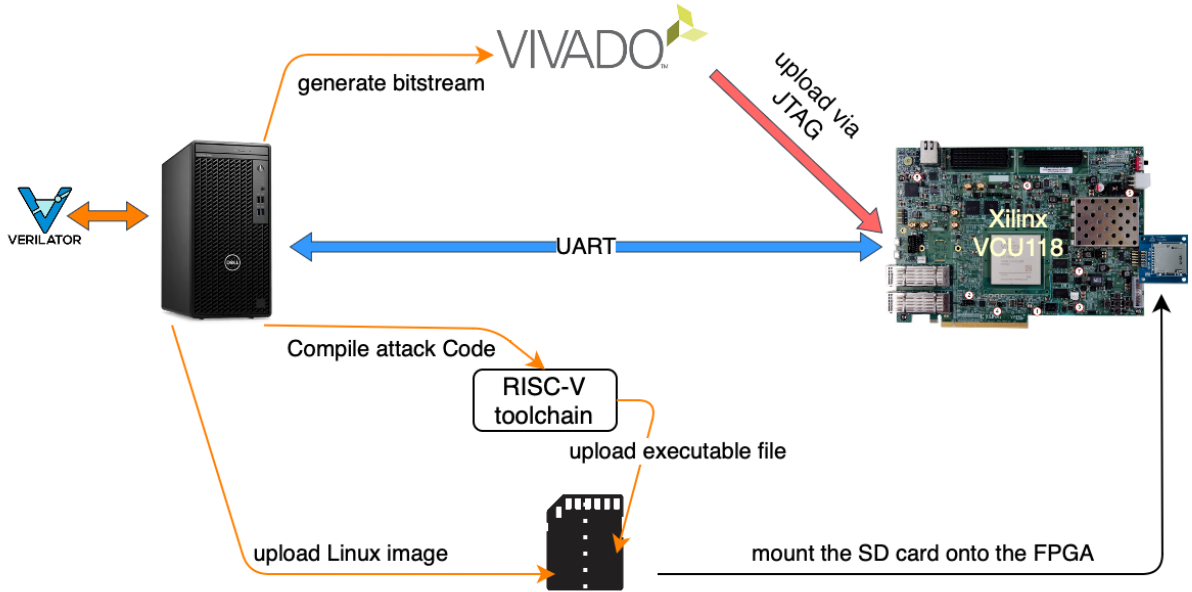 VIVADO
generate bitstream
upload via
JTAG
VERILATOR
DELL
UART
Xilinx
VCU118
Compile attack Code
RISC-V
toolchain
upload executable file
upload Linux image
mount the SD card onto the FPGA